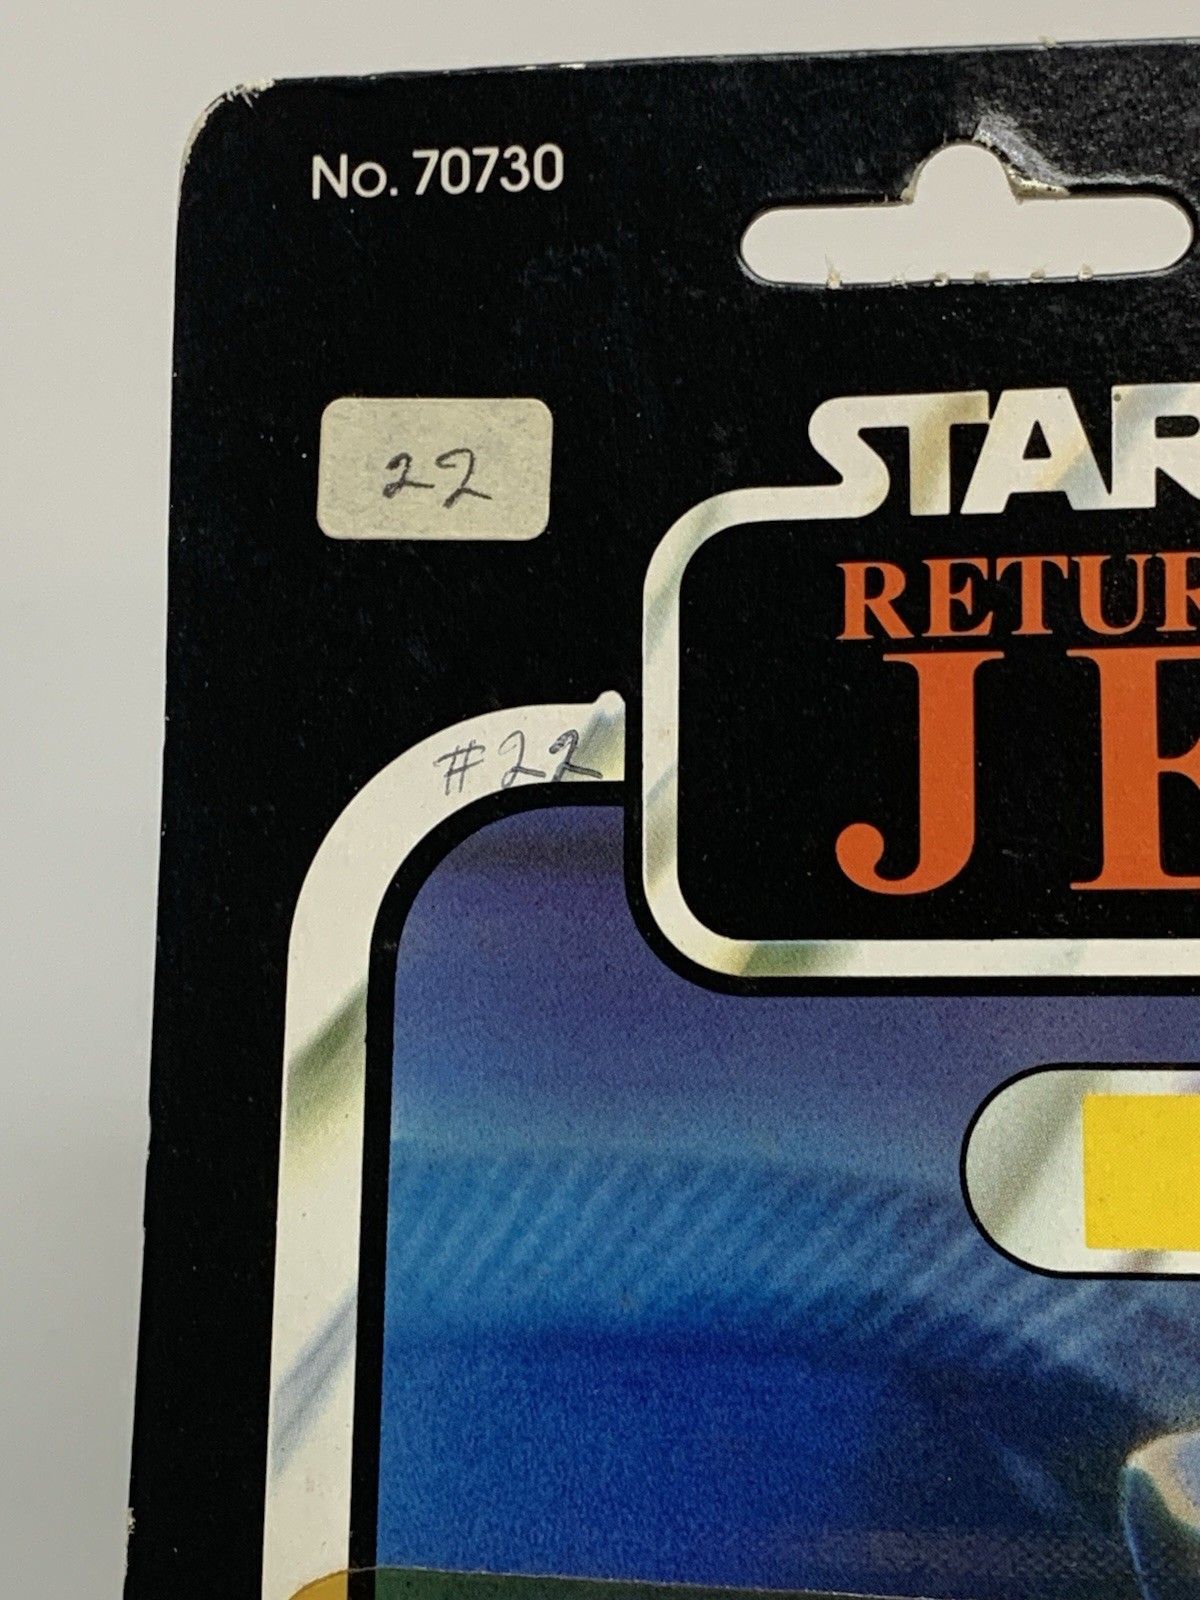 No. 70730
22
STAR
RETUR
#22
JE